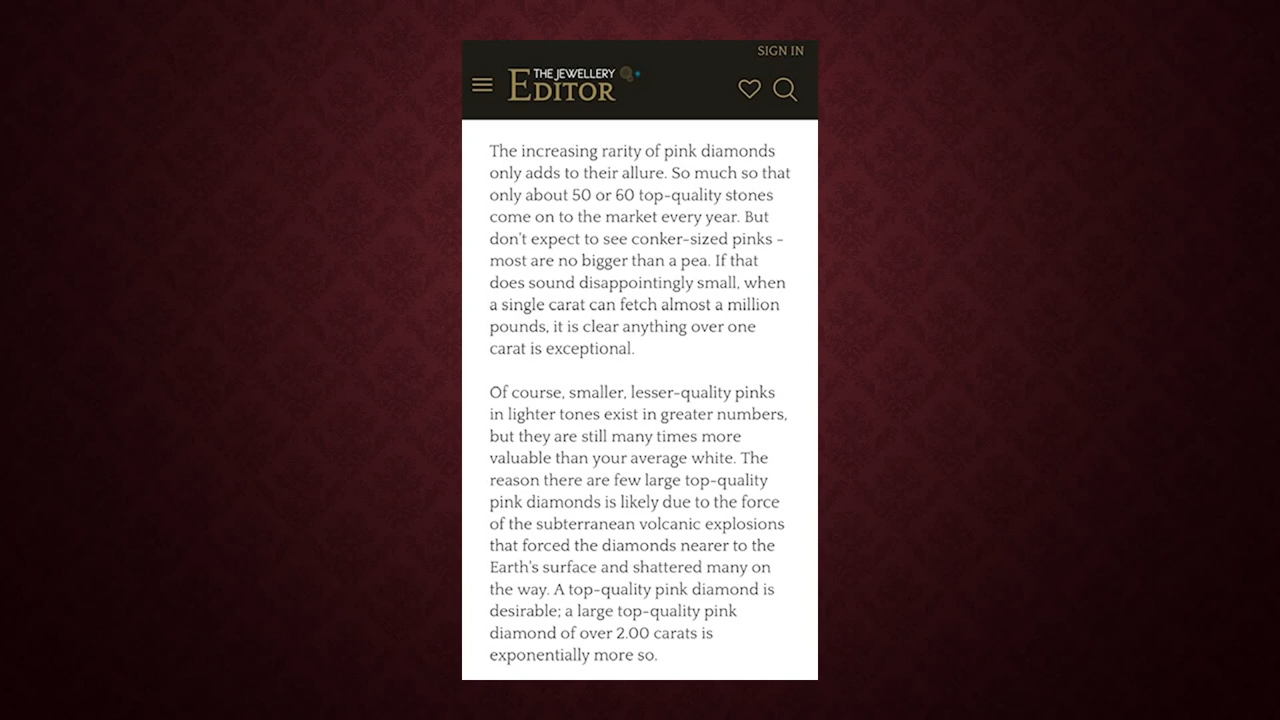 SIGN IN
THE JEWELLERY
EDITOR
The increasing rarity of pink diamonds
only adds to their allure. So much so that
only about 50 or 60 top-quality stones
come on to the market every year. But
don't expect to see conker-sized pinks -
most are no bigger than a pea. If that
does sound disappointingly small, when
a single carat can fetch almost a million
pounds, it is clear anything over one
carat is exceptional.
Of course, smaller, lesser-quality pinks
in lighter tones exist in greater numbers,
but they are still many times more
valuable than your average white. The
reason there are few large top-quality
pink diamonds is likely due to the force
of the subterranean volcanic explosions
that forced the diamonds nearer to the
Earth's surface and shattered many on
the way. A top-quality pink diamond is
desirable; a large top-quality pink
diamond of over 2.00 carats is
exponentially more so.